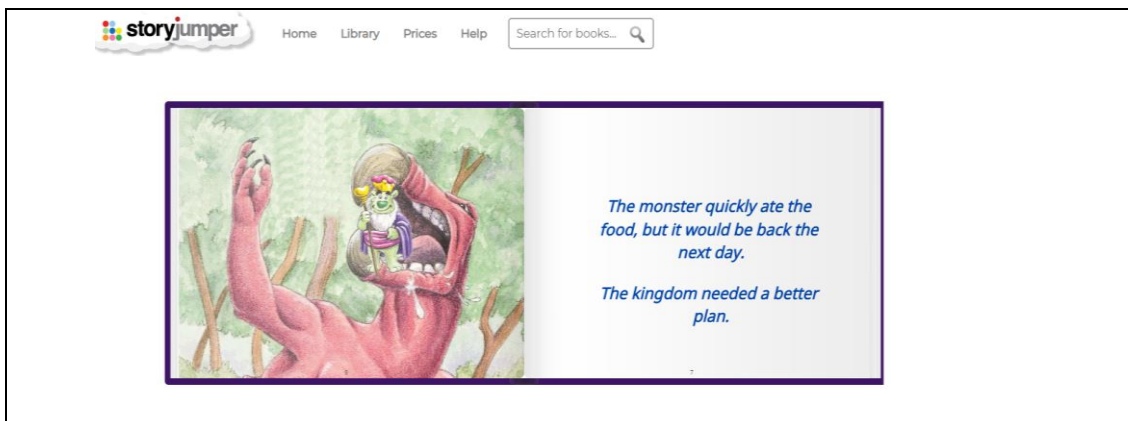 storyjumper
Home Library Prices Help Search for books...
The monster quickly ate the
food, but it would be back the
next day.
The kingdom needed a better
plan.
7